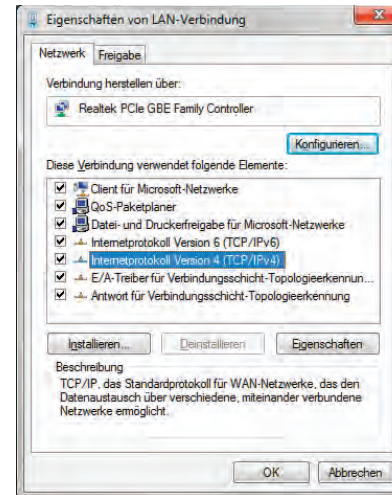 Eigenschaften von LAN-Verbindung
Netzwerk Freigabe
Verbindung herstellen über:
Realtek PCIe GBE Family Controller
Konfigurieren...
Diese Verbindung verwendet folgende Elemente:
Client für Microsoft-Netzwerke
QoS-Paketplaner
Datei- und Druckerfreigabe für Microsoft-Netzwerke
Internetprotokoll Version 6 (TCP/IPv6)
Internetprotokoll Version 4 (TCP/IPv4)
E/A-Treiber für Verbindungsschicht-Topologieerkennun...
Antwort für Verbindungsschicht-Topologieerkennung
Installieren... Deinstallieren Eigenschaften
Beschreibung
TCP/IP, das Standardprotokoll für WAN-Netzwerke, das den
Datenaustausch über verschiedene, miteinander verbundene
Netzwerke ermöglicht.
OK Abbrechen